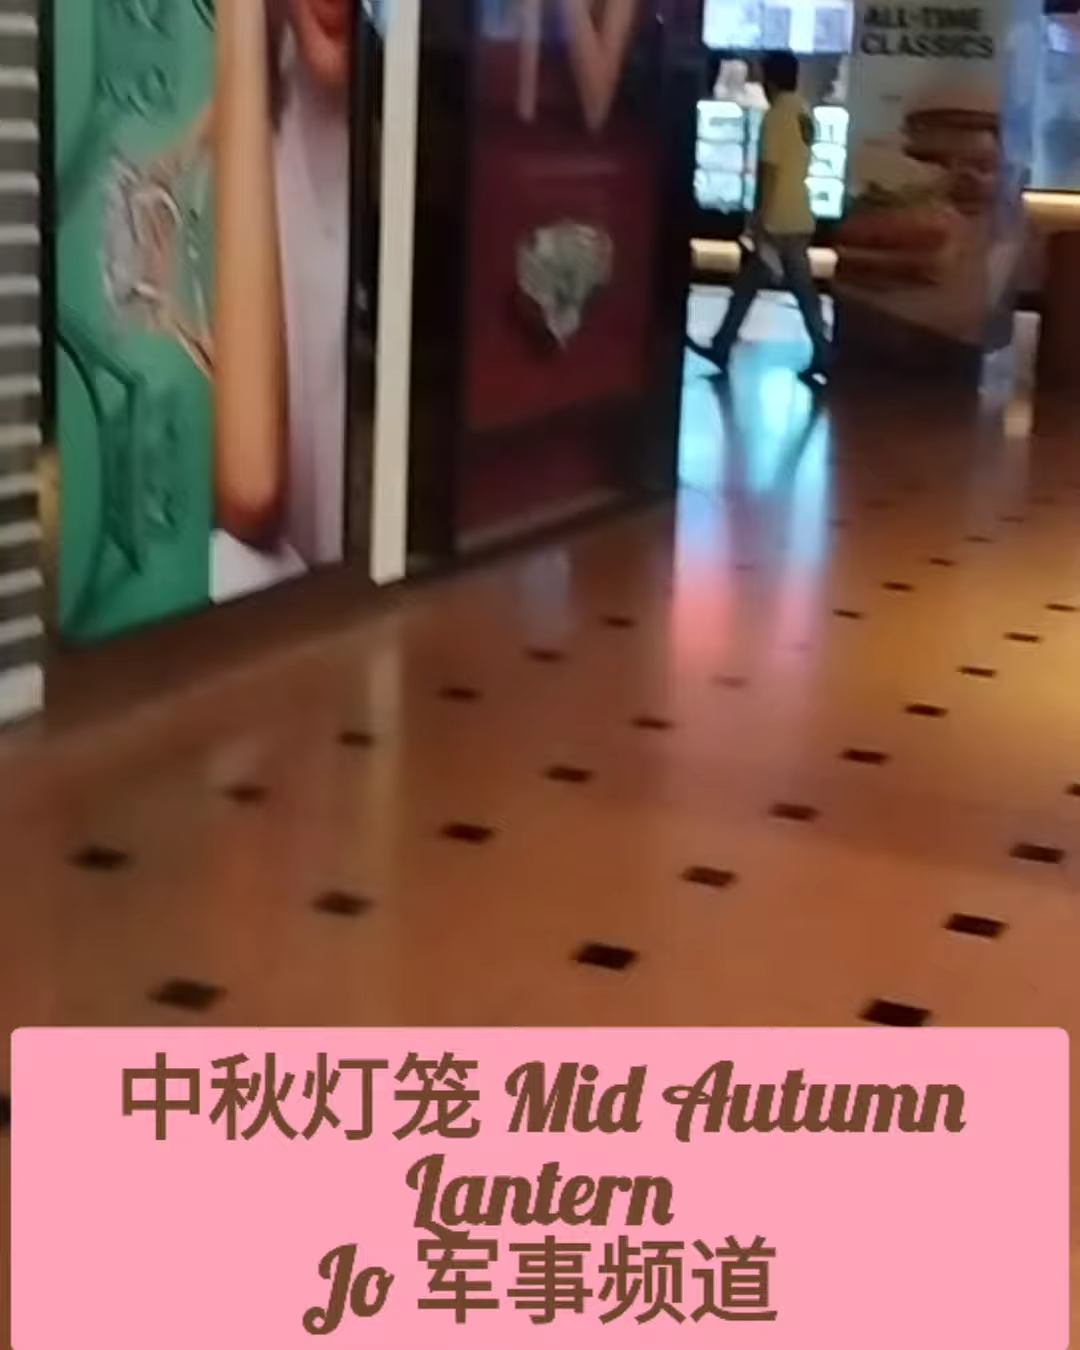 ALL-TIME
CLASSICS
中秋灯笼 Mid Autumn
Lantern
Jo 军事频道